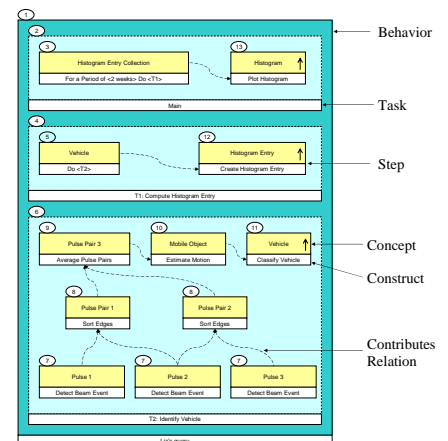 1
Behavior
2
3
13
Histogram Entry Collection
Histogram
For a Period of <2 weeks> Do <T1>
Plot Histogram
Main
Task
4
5
12
Vehicle
Histogram Entry
Do <T2>
Create Histogram Entry
Step
T1: Compute Histogram Entry
6
9
10
11
Pulse Pair 3
Mobile Object
Vehicle
Concept
Average Pulse Pairs
Estimate Motion
Classify Vehicle
Construct
8
8
Pulse Pair 1
Pulse Pair 2
Sort Edges
Sort Edges
Contributes
Relation
7
7
7
Pulse 1
Pulse 2
Pulse 3
Detect Beam Event
Detect Beam Event
Detect Beam Event
T2: Identify Vehicle